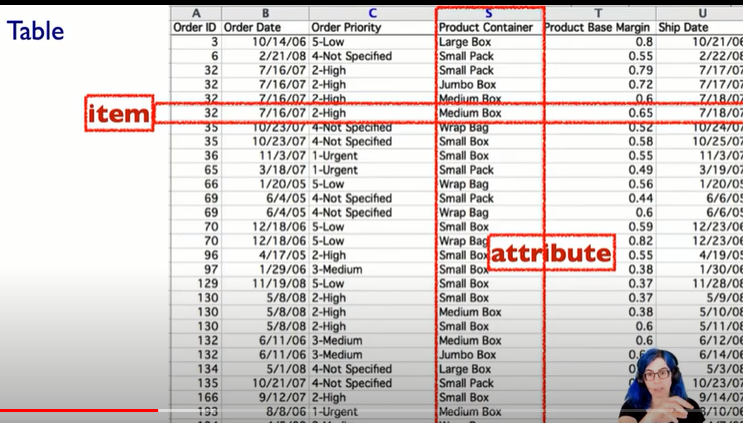 Table
A B C S T U
Order ID Order Date Order Priority Product Container Product Base Margin Ship Date
3 10/14/06 5-Low Large Box 0.8 10/21/06
6 2/21/08 4-Not Specified Small Pack 0.55 2/22/08
32 7/16/07 2-High Small Pack 0.79 7/17/07
32 7/16/07 2-High Jumbo Box 0.72 7/17/07
32 7/16/07 2-High Medium Box 0.6 7/18/07
item
32 7/16/07 2-High Medium Box 0.65 7/18/07
35 10/23/07 4-Not Specified Wrap Bag 0.52 10/24/07
35 10/23/07 4-Not Specified Small Box 0.58 10/25/07
36 11/3/07 1-Urgent Small Box 0.55 11/3/07
65 3/18/07 1-Urgent Small Pack 0.49 3/19/07
66 1/20/05 5-Low Wrap Bag 0.56 1/20/05
69 6/4/05 4-Not Specified Small Pack 0.44 6/6/05
69 6/4/05 4-Not Specified Wrap Bag 0.6 6/6/05
70 12/18/06 5-Low Small Box 0.59 12/23/06
70 12/18/06 5-Low Wrap Bag 0.82 12/23/06
attribute
96 4/17/05 2-High Small Box 0.55 4/19/05
97 1/29/06 3-Medium Small Box 0.38 1/30/06
129 11/19/08 5-Low Small Box 0.37 11/28/08
130 5/8/08 2-High Small Box 0.37 5/9/08
130 5/8/08 2-High Medium Box 0.38 5/10/08
130 5/8/08 2-High Small Box 0.6 5/11/08
132 6/11/06 3-Medium Medium Box 0.6 6/12/06
132 6/11/06 3-Medium Jumbo Box 6/14/06
134 5/1/08 4-Not Specified Large Box 5/3/08
135 10/21/07 4-Not Specified Small Pack 10/23/07
166 9/12/07 2-High Small Box 9/14/07
193 8/8/06 1-Urgent Medium Box